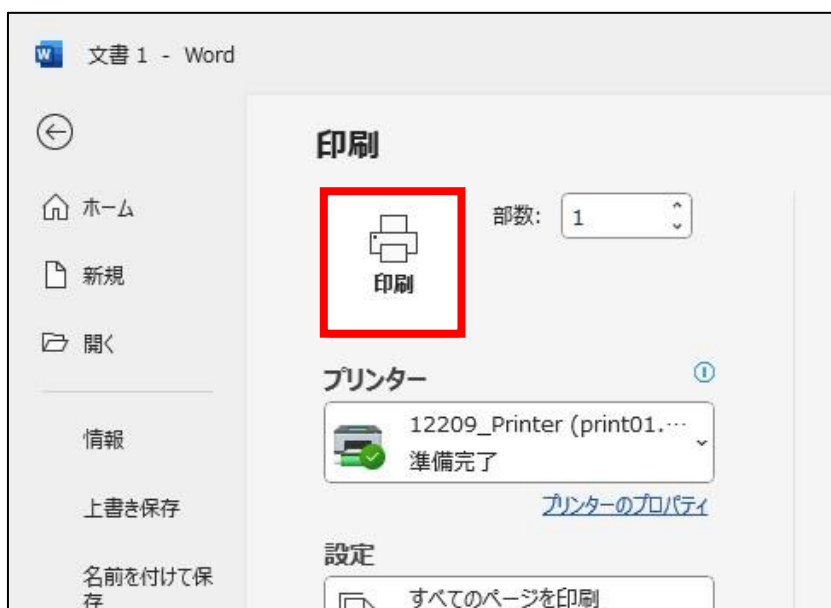 文書 1 - Word
印刷
ホーム
新規
開く
情報
上書き保存
名前を付けて保
存
印刷
部数: 1
プリンター
12209_Printer (print01.…
準備完了
プリンターのプロパティ
設定
すべてのページを印刷